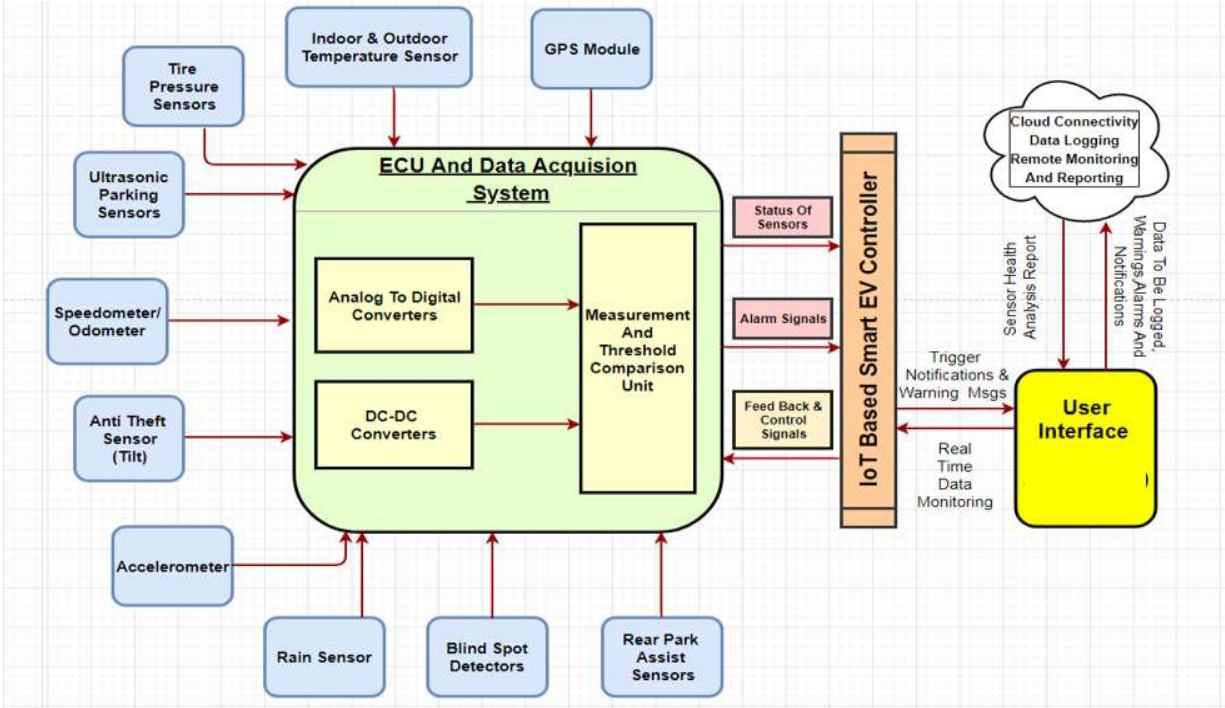 Indoor & Outdoor
Temperature Sensor
GPS Module
Tire
Pressure
Sensors
Ultrasonic
Parking
Sensors
Speedometer/
Odometer
Anti Theft
Sensor
(Tilt)
Accelerometer
Rain Sensor
Blind Spot
Detectors
Rear Park
Assist
Sensors
ECU And Data Acquision
System
Analog To Digital
Converters
DC-DC
Converters
Measurement
And
Threshold
Comparison
Unit
Status Of
Sensors
Alarm Signals
Feed Back &
Control
Signals
IoT Based Smart EV Controller
Trigger
Notifications &
Warning Msgs
Real
Time
Data
Monitoring
User
Interface
Cloud Connectivity
Data Logging
Remote Monitoring
And Reporting
Sensor Health
Analysis Report
Data To Be Logged,
Warnings,Alarms And
Notifications